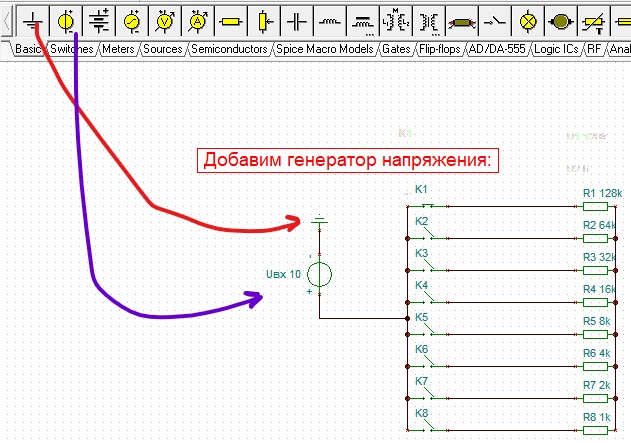 Basic Switches Meters Sources Semiconductors Spice Macro Models Gates Flip-flops AD/DA-555 Logic ICs RF
Добавим генератор напряжения:
K1 R1 128k
K2 R2 64k
K3 R3 32k
Uвх 10
K4 R4 16k
K5 R5 8k
K6 R6 4k
K7 R7 2k
K8 R8 1k